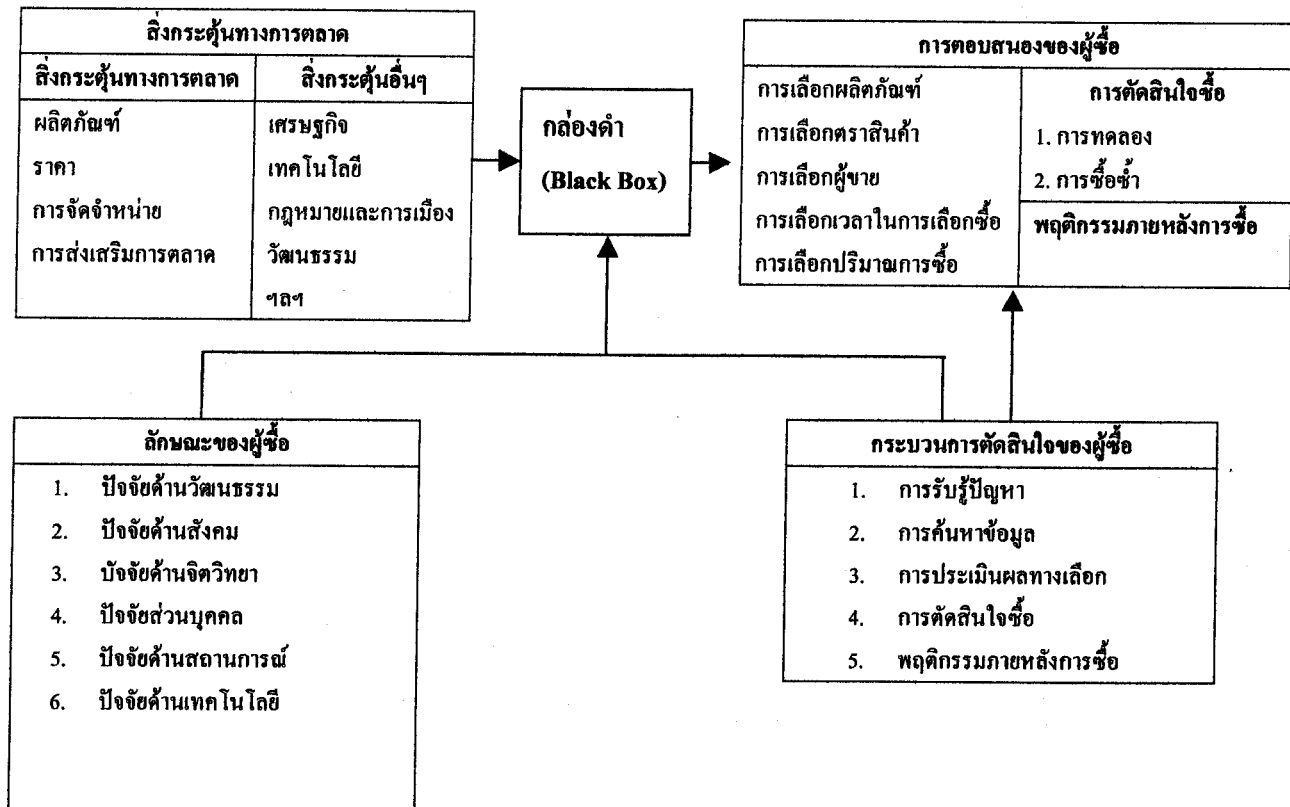 สิ่งกระตุ้นทางการตลาด
สิ่งกระตุ้นทางการตลาด
ผลิตภัณฑ์
ราคา
การจัดจำหน่าย
การส่งเสริมการตลาด
สิ่งกระตุ้นอื่นๆ
เศรษฐกิจ
เทคโนโลยี
กฎหมายและการเมือง
วัฒนธรรม
ฯลฯ
กล่องดำ
(Black Box)
การตอบสนองของผู้ซื้อ
การเลือกผลิตภัณฑ์
การเลือกตราสินค้า
การเลือกผู้ขาย
การเลือกเวลาในการเลือกซื้อ
การเลือกปริมาณการซื้อ
การตัดสินใจซื้อ
1. การทดลอง
2. การซื้อซ้ำ
พฤติกรรมภายหลังการซื้อ
ลักษณะของผู้ซื้อ
1. ปัจจัยด้านวัฒนธรรม
2. ปัจจัยด้านสังคม
3. บัจจัยด้านจิตวิทยา
4. ปัจจัยส่วนบุคคล
5. ปัจจัยด้านสถานการณ์
6. ปัจจัยด้านเทคโนโลยี
กระบวนการตัดสินใจของผู้ซื้อ
1. การรับรู้ปัญหา
2. การค้นหาข้อมูล
3. การประเมินผลทางเลือก
4. การตัดสินใจซื้อ
5. พฤติกรรมภายหลังการซื้อ